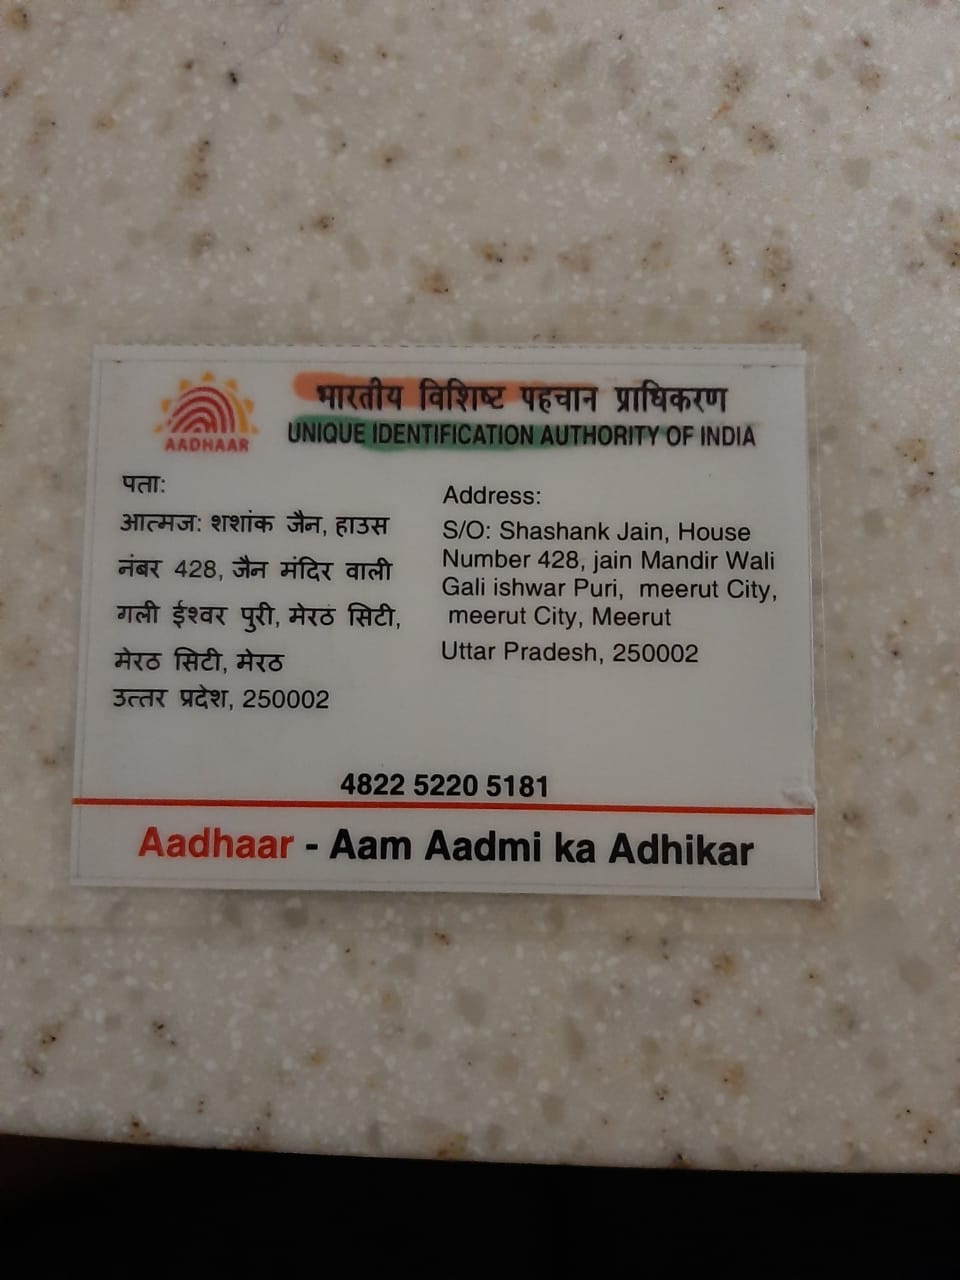 भारतीय विशिष्ट पहचान प्राधिकरण
UNIQUE IDENTIFICATION AUTHORITY OF INDIA
AADHAAR
पता:
आत्मज: शशांक जैन, हाउस
नंबर 428, जैन मंदिर वाली
गली ईश्वर पुरी, मेरठ सिटी,
मेरठ सिटी, मेरठ
उत्तर प्रदेश, 250002
Address:
S/O: Shashank Jain, House
Number 428, jain Mandir Wali
Gali ishwar Puri, meerut City,
meerut City, Meerut
Uttar Pradesh, 250002
4822 5220 5181
Aadhaar - Aam Aadmi ka Adhikar